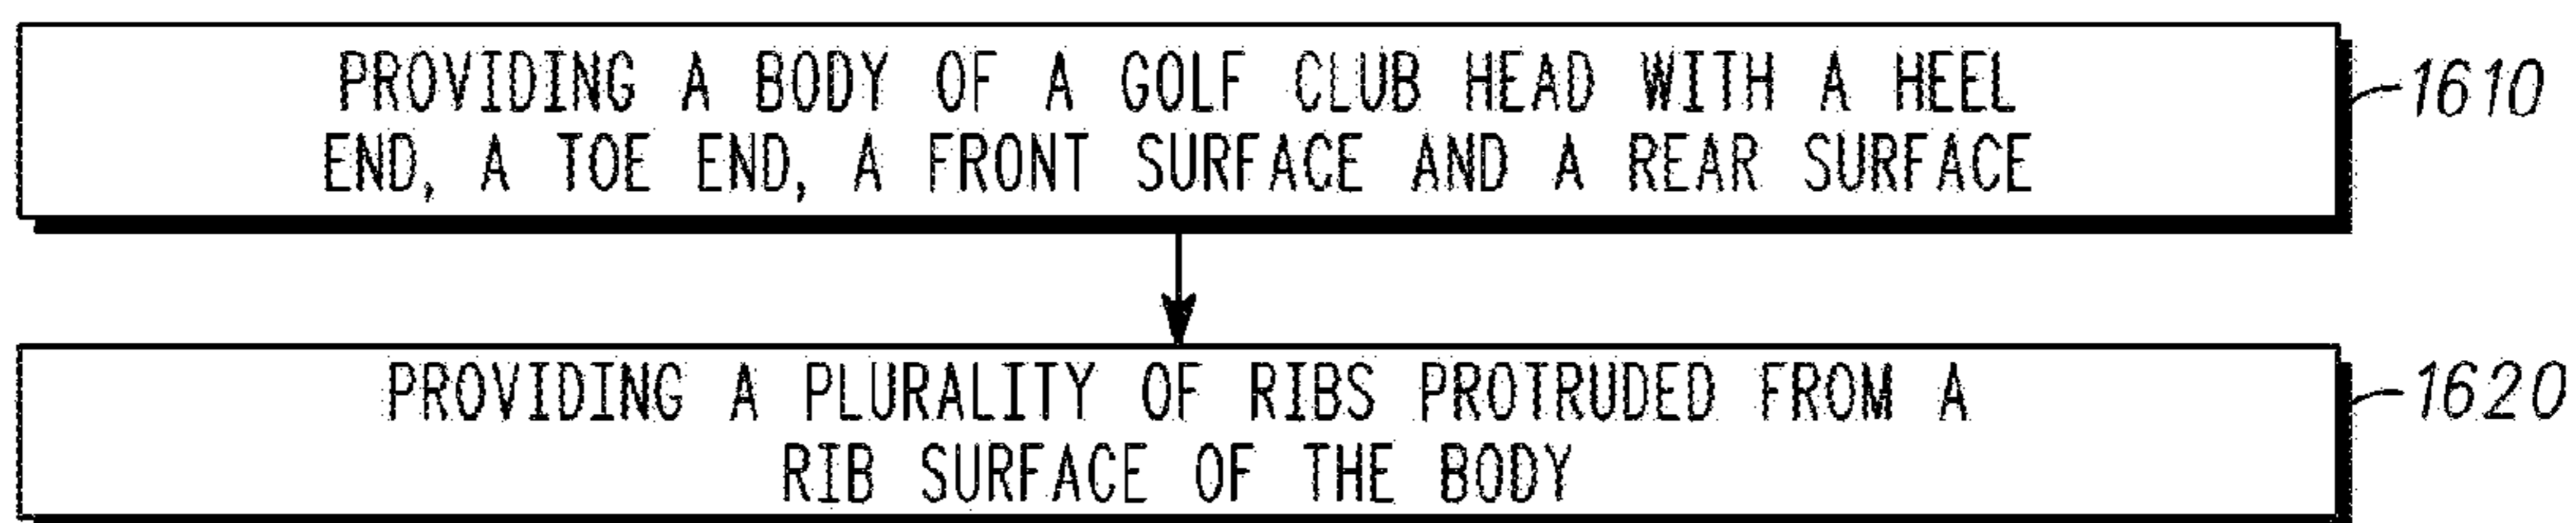 PROVIDING A BODY OF A GOLF CLUB HEAD WITH A HEEL
END, A TOE END, A FRONT SURFACE AND A REAR SURFACE
1610
PROVIDING A PLURALITY OF RIBS PROTRUDED FROM A
RIB SURFACE OF THE BODY
1620